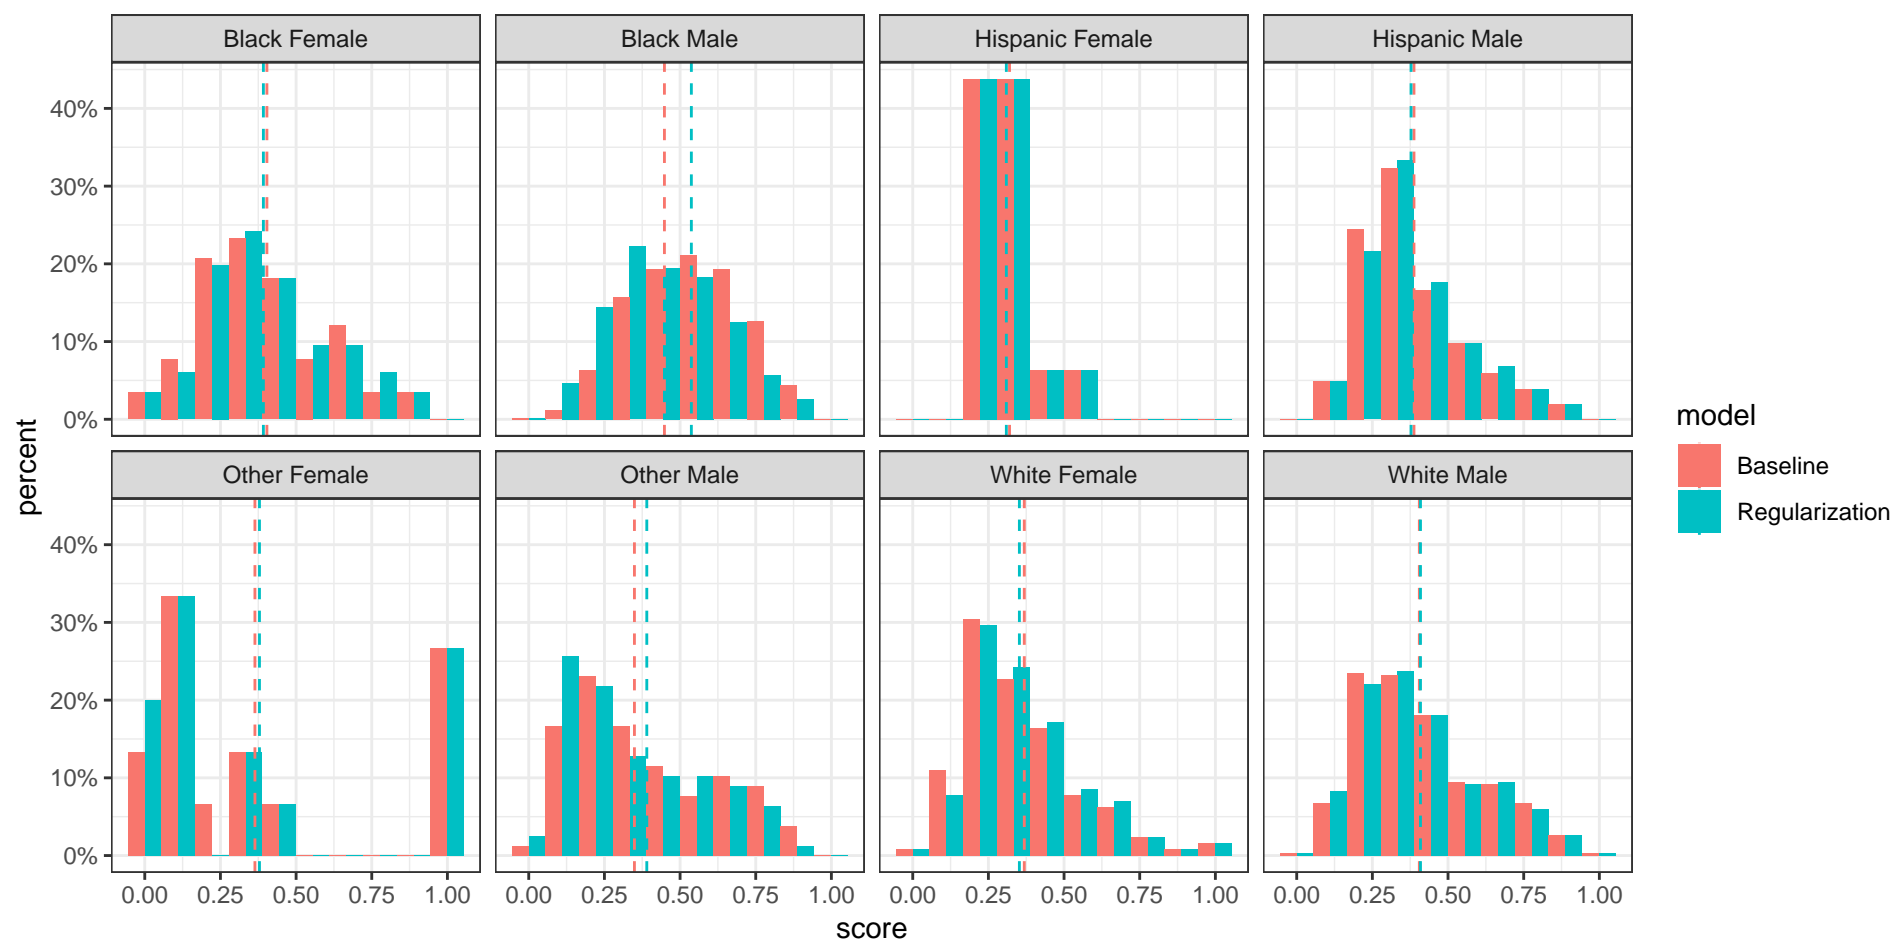 Black Female Black Male Hispanic Female Hispanic Male
40%
30%
20%
10%
0%
Other Female Other Male White Female White Male
40%
30%
20%
10%
0%
0.00 0.25 0.50 0.75 1.00 0.00 0.25 0.50 0.75 1.00 0.00 0.25 0.50 0.75 1.00 0.00 0.25 0.50 0.75 1.00
score
percent
model
Baseline
Regularization